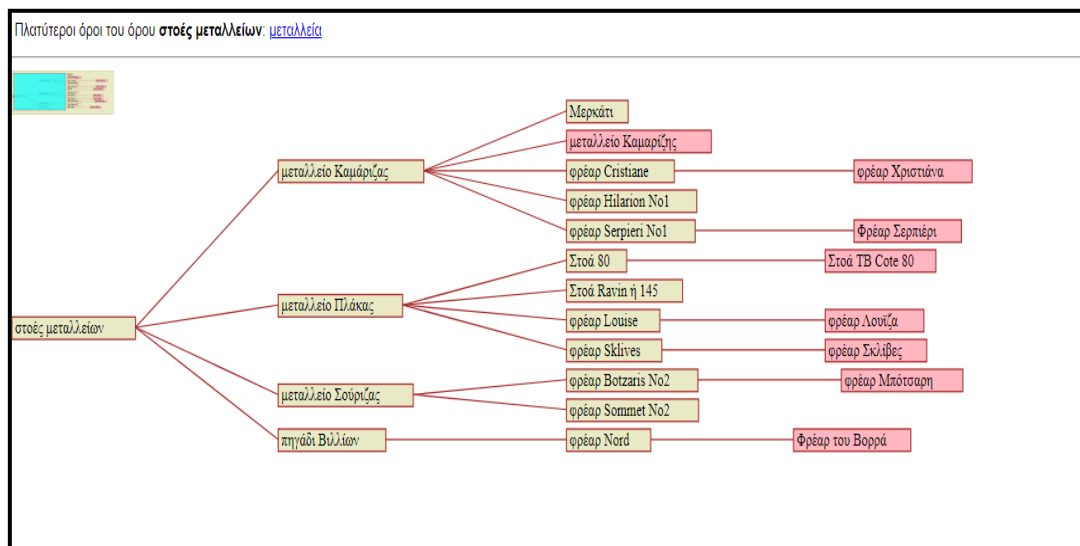 Πλατύτεροι όροι του όρου στοές μεταλλείων: μεταλλεία
Μερκάτι
μεταλλείο Καμαρίζης
μεταλλείο Καμάριζας
φρέαρ Cristiane
φρέαρ Χριστιάνα
φρέαρ Hilarion No1
φρέαρ Serpieri No1
Φρέαρ Σερπιέρι
Στοά 80
Στοά TB Cote 80
Στοά Ravin ή 145
μεταλλείο Πλάκας
φρέαρ Louise
φρέαρ Λουΐζα
στοές μεταλλείων
φρέαρ Sklives
φρέαρ Σκλίβες
φρέαρ Botzaris No2
φρέαρ Μπότσαρη
μεταλλείο Σούριζας
φρέαρ Sommet No2
πηγάδι Βιλλίων
φρέαρ Nord
Φρέαρ του Βορρά